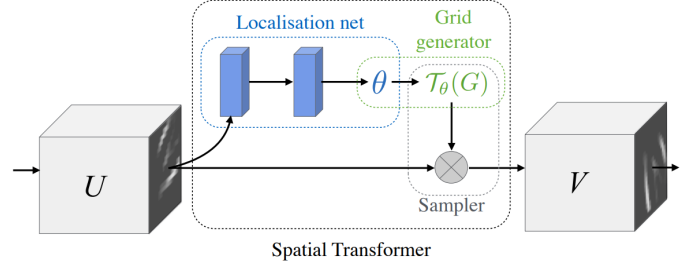 Localisation net
Grid
generator
θ
𝒯θ(G)
U
V
Sampler
Spatial Transformer